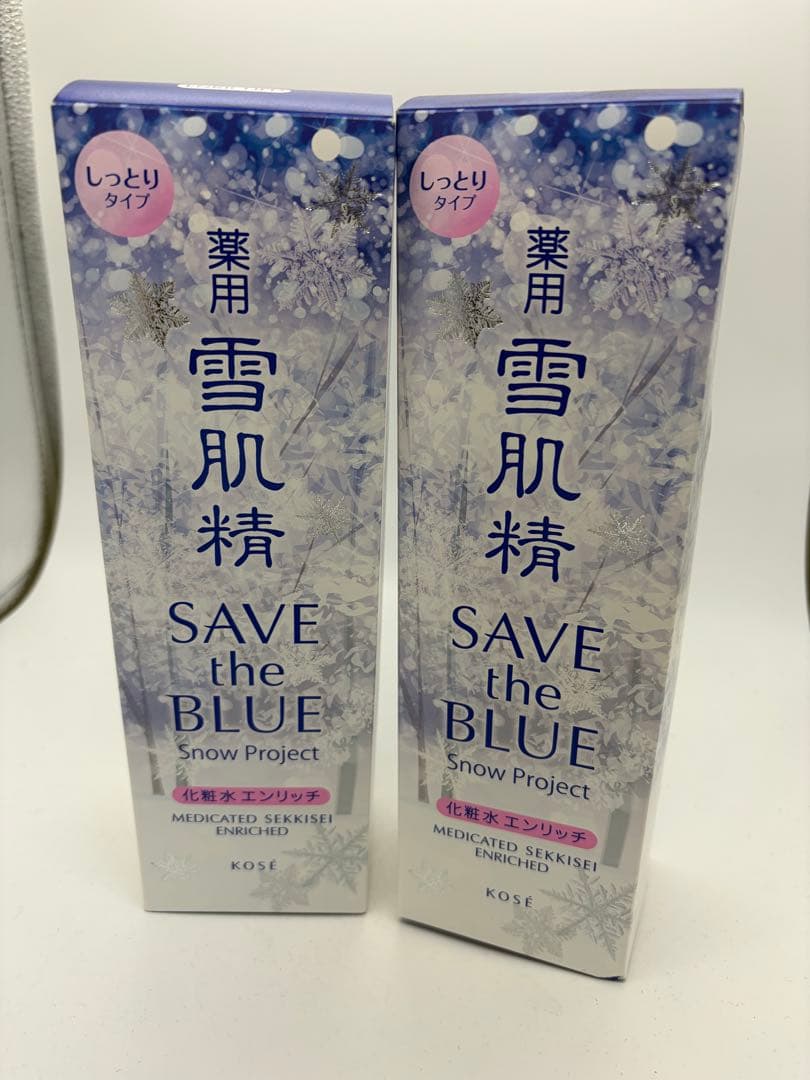 しっとり
タイプ
薬用
雪肌精
SAVE
the
BLUE
Snow Project
化粧水 エンリッチ
MEDICATED SEKKISEI
ENRICHED
KOSÉ
しっとり
タイプ
薬用
雪肌精
SAVE
the
BLUE
Snow Project
化粧水 エンリッチ
MEDICATED SEKKISEI
ENRICHED
KOSÉ